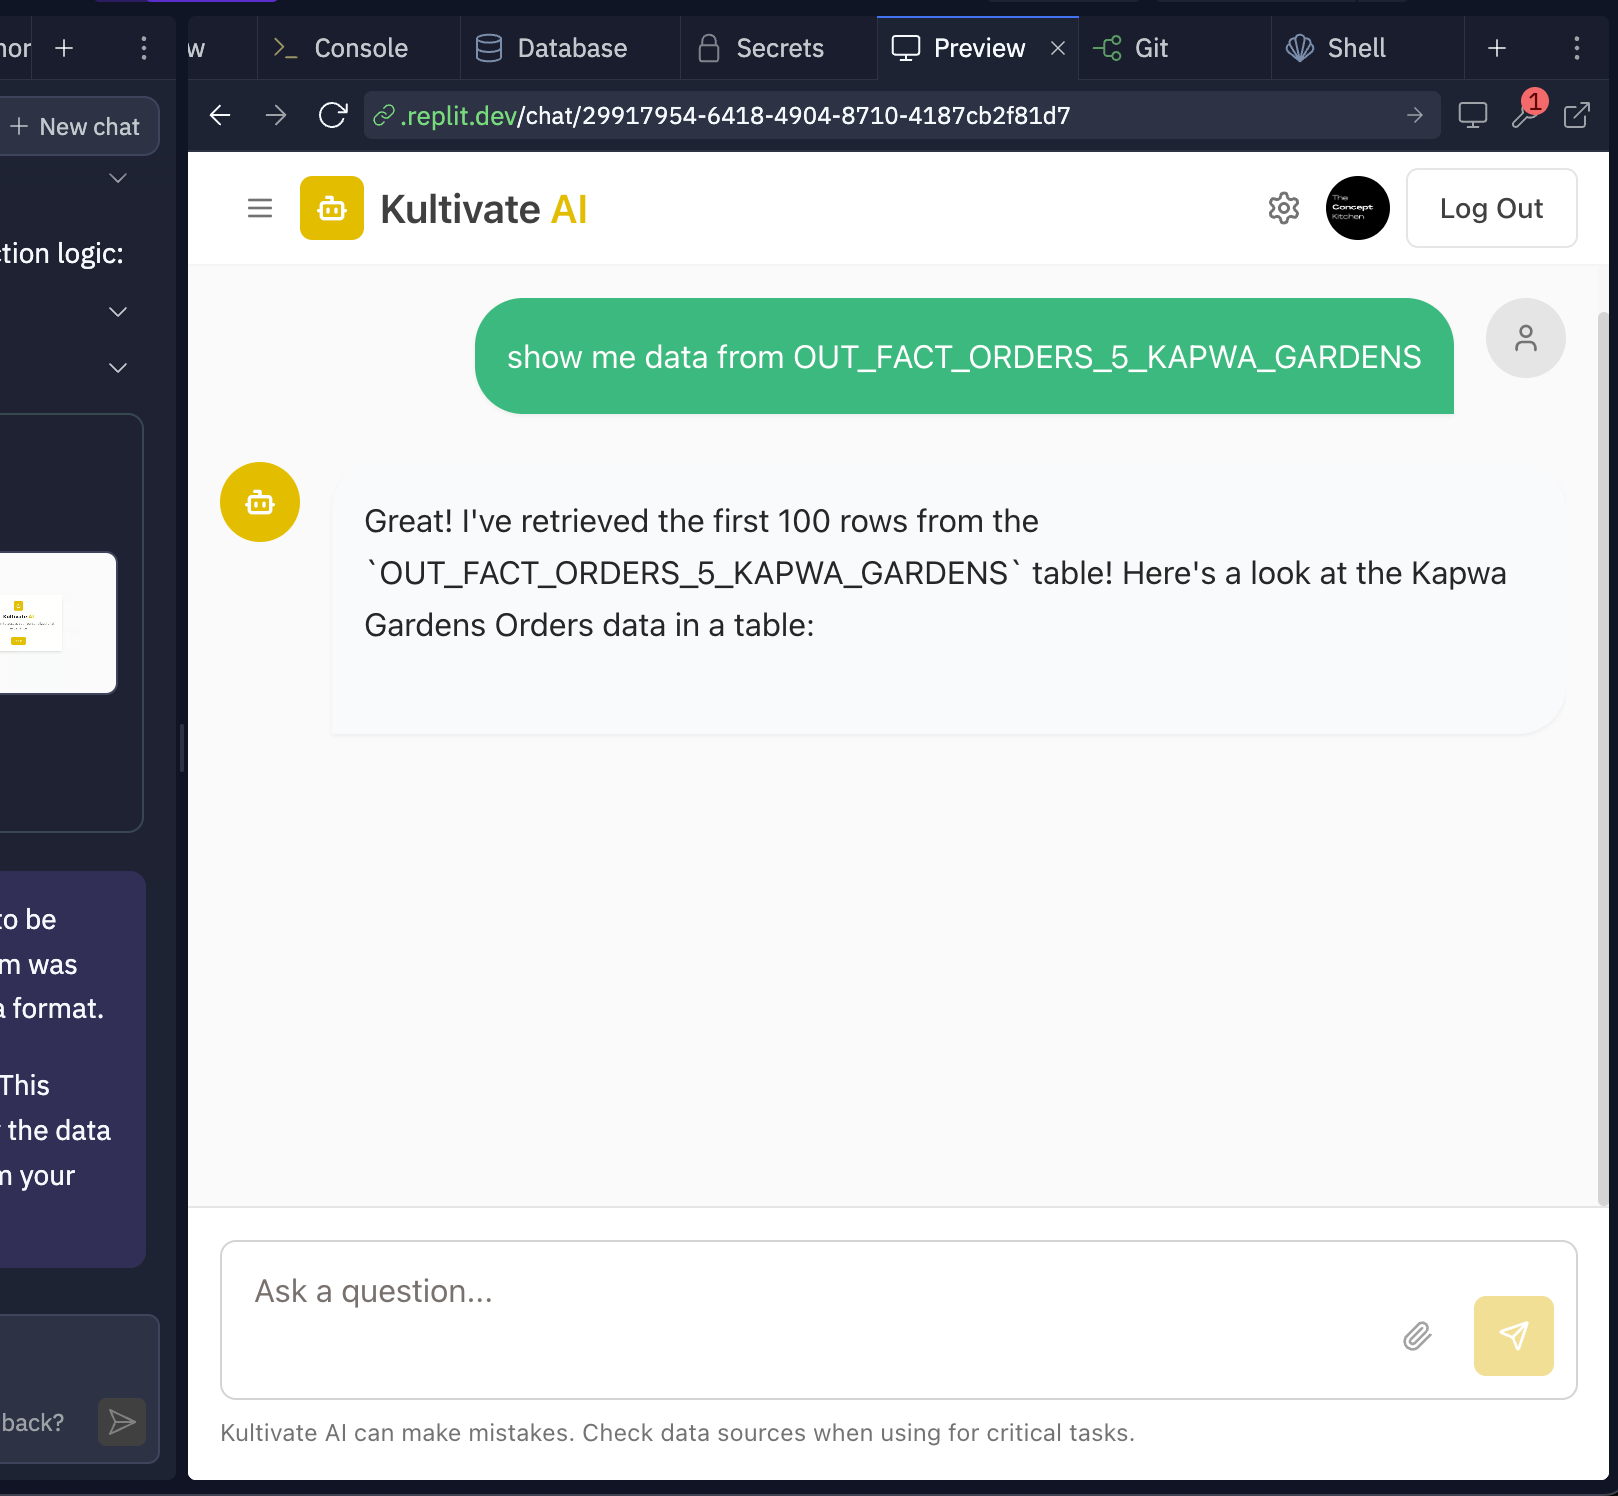 Console
Database
Secrets
Preview
Git
Shell
New chat
.replit.dev/chat/29917954-6418-4904-8710-4187cb2f81d7
1
tion logic:
Kultivate AI
The
Concept
Kitchen
Log Out
show me data from OUT_FACT_ORDERS_5_KAPWA_GARDENS
Great! I've retrieved the first 100 rows from the
`OUT_FACT_ORDERS_5_KAPWA_GARDENS` table! Here's a look at the Kapwa
Gardens Orders data in a table:
Kultivate AI
to be
m was
a format.
This
the data
m your
back?
Ask a question...
Kultivate AI can make mistakes. Check data sources when using for critical tasks.